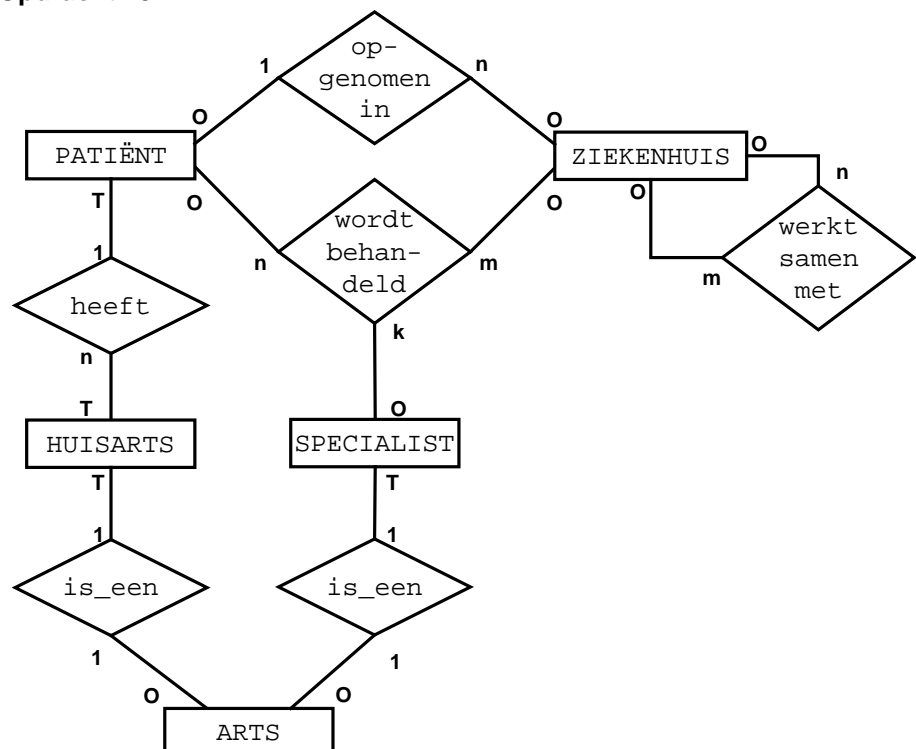 op-
1 genomen n
in
O O
PATIËNT ZIEKENHUIS O
T O wordt O O n
n behan- m werkt
1 deld samen
heeft k m met
n
T O
HUISARTS SPECIALIST
T T
1 1
is_een is_een
1 1
O O
ARTS